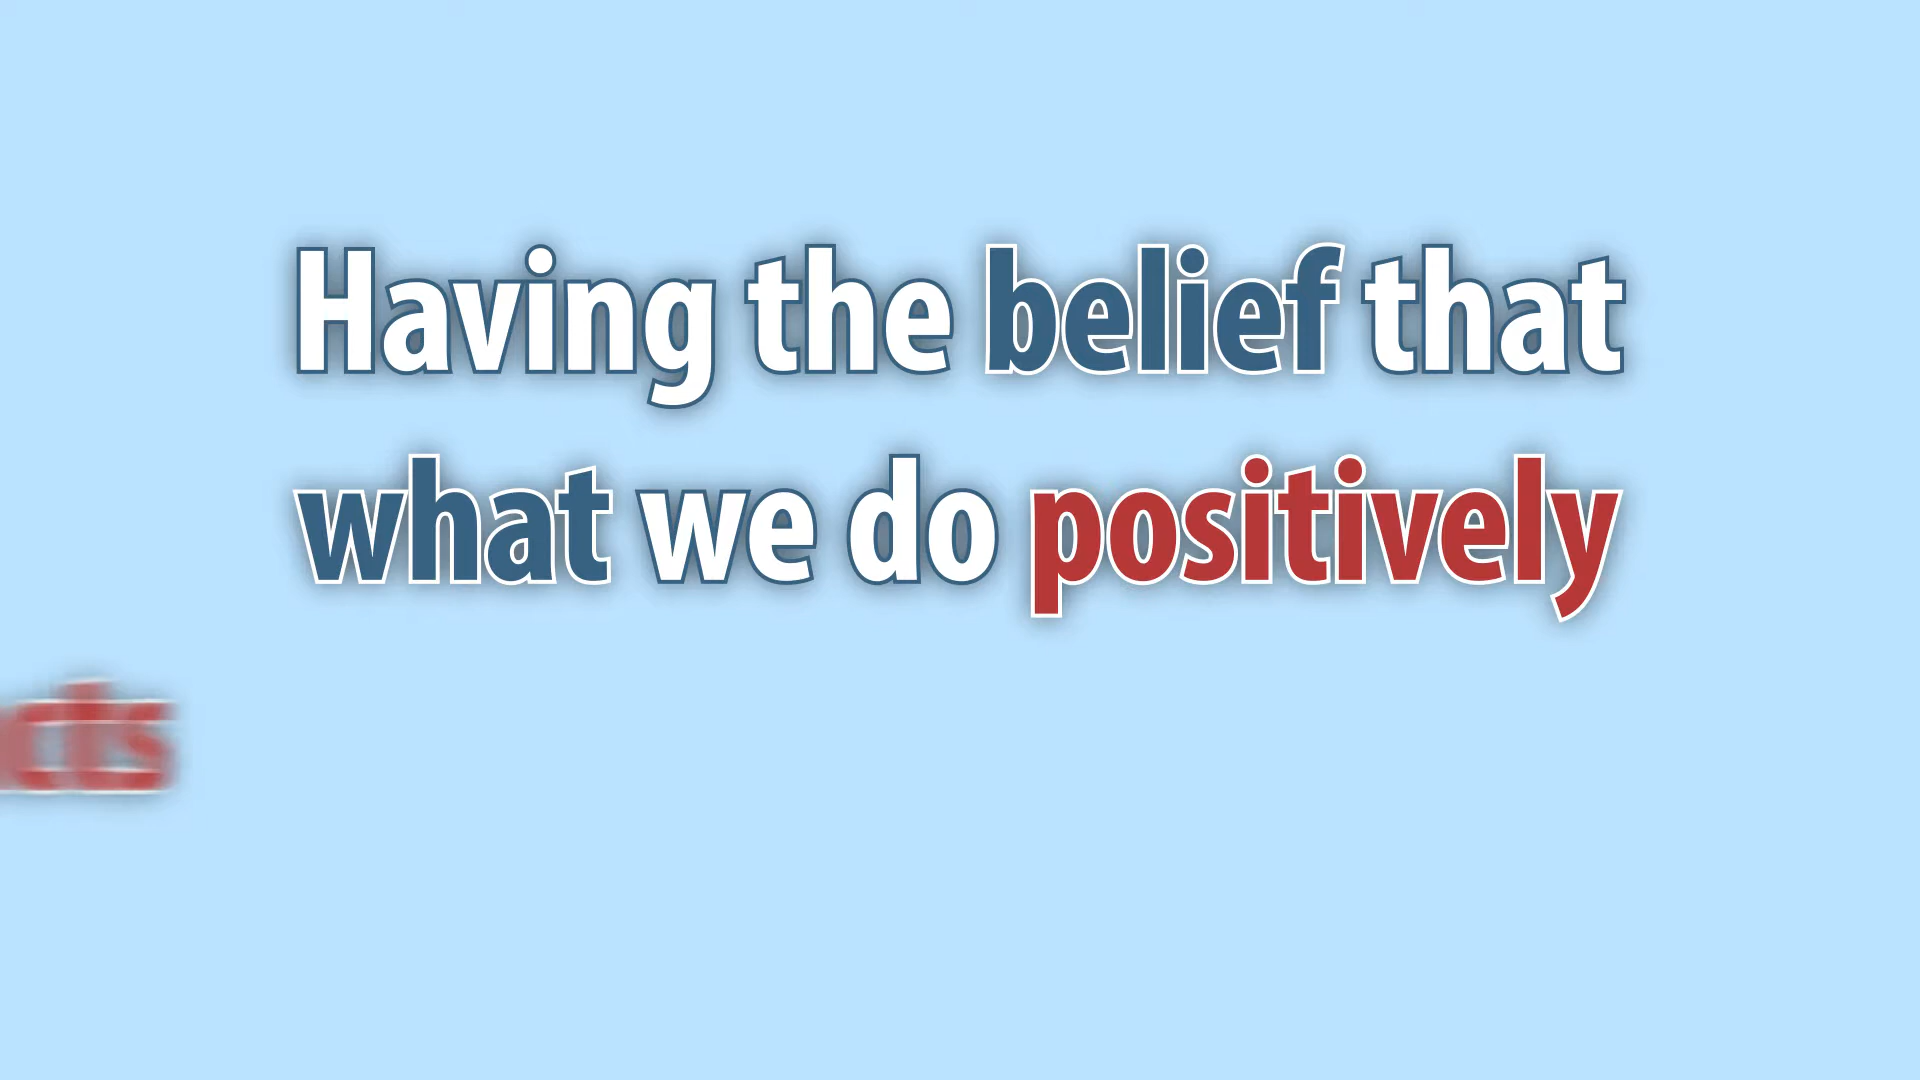 Having the belief that
what we do positively